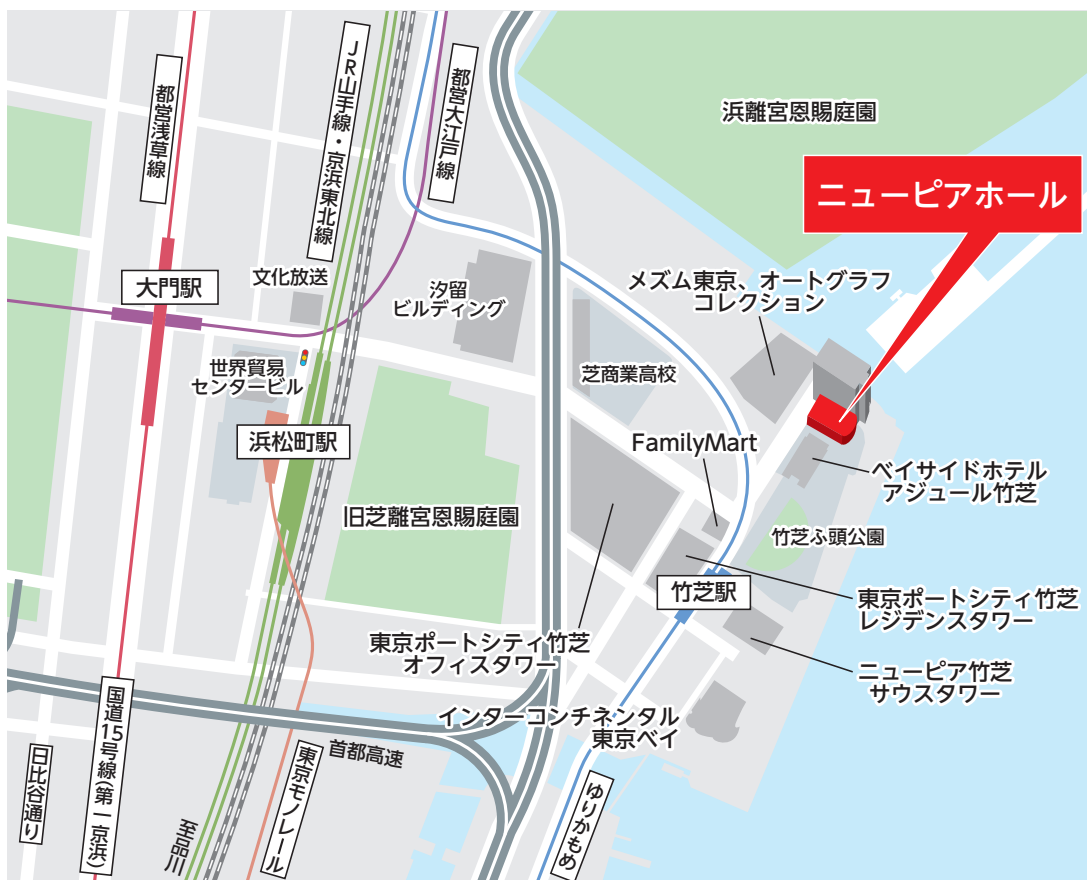 都営浅草線
JR山手線・京浜東北線
都営大江戸線
浜離宮恩賜庭園
ニューピアホール
大門駅
文化放送
汐留
ビルディング
メズム東京、オートグラフ
コレクション
世界貿易
センタービル
芝商業高校
浜松町駅
FamilyMart
ベイサイドホテル
アジュール竹芝
旧芝離宮恩賜庭園
竹芝ふ頭公園
竹芝駅
東京ポートシティ竹芝
レジデンスタワー
東京ポートシティ竹芝
オフィスタワー
ニューピア竹芝
サウスタワー
インターコンチネンタル
東京ベイ
国道15号線(第一京浜)
日比谷通り
首都高速
東京モノレール
至品川
ゆりかもめ